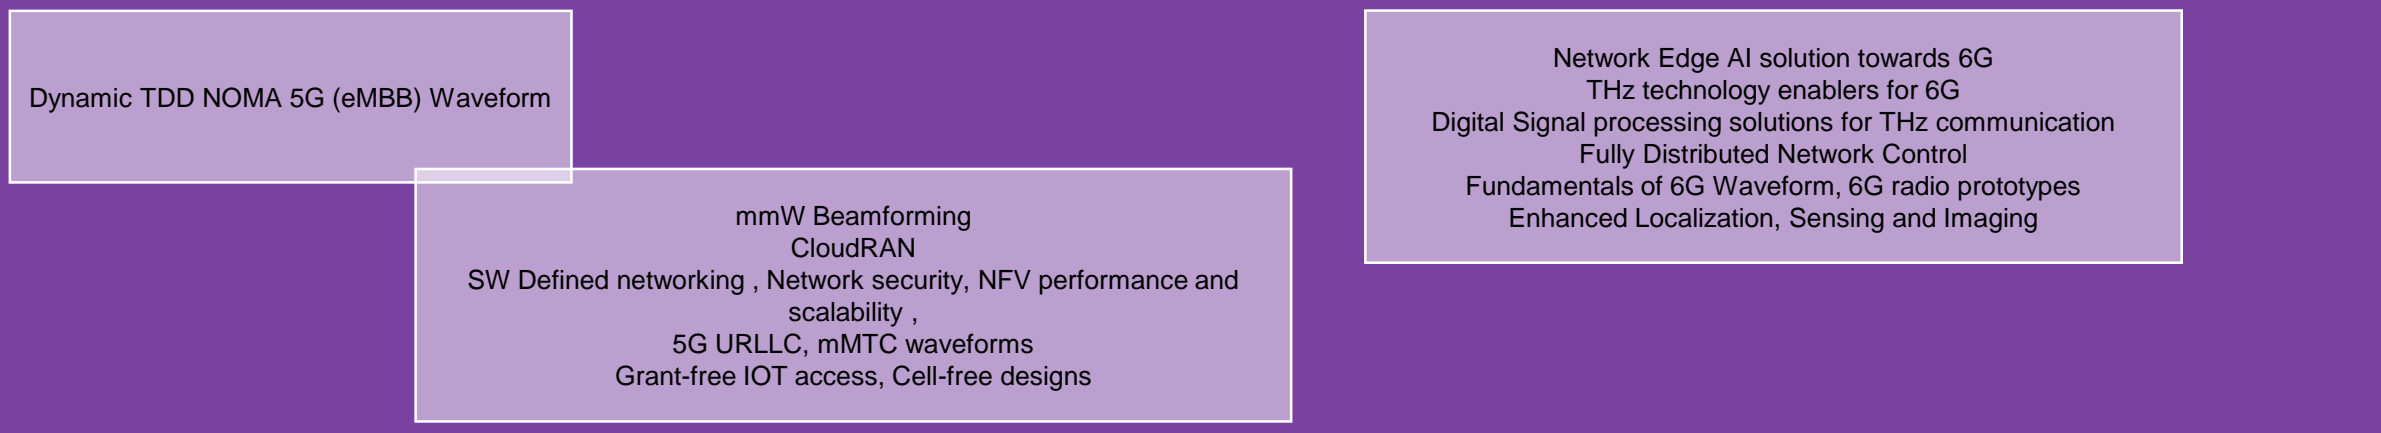 Dynamic TDD NOMA 5G (eMBB) Waveform
mmW Beamforming
CloudRAN
SW Defined networking , Network security, NFV performance and
scalability ,
5G URLLC, mMTC waveforms
Grant-free IOT access, Cell-free designs
Network Edge AI solution towards 6G
THz technology enablers for 6G
Digital Signal processing solutions for THz communication
Fully Distributed Network Control
Fundamentals of 6G Waveform, 6G radio prototypes
Enhanced Localization, Sensing and Imaging